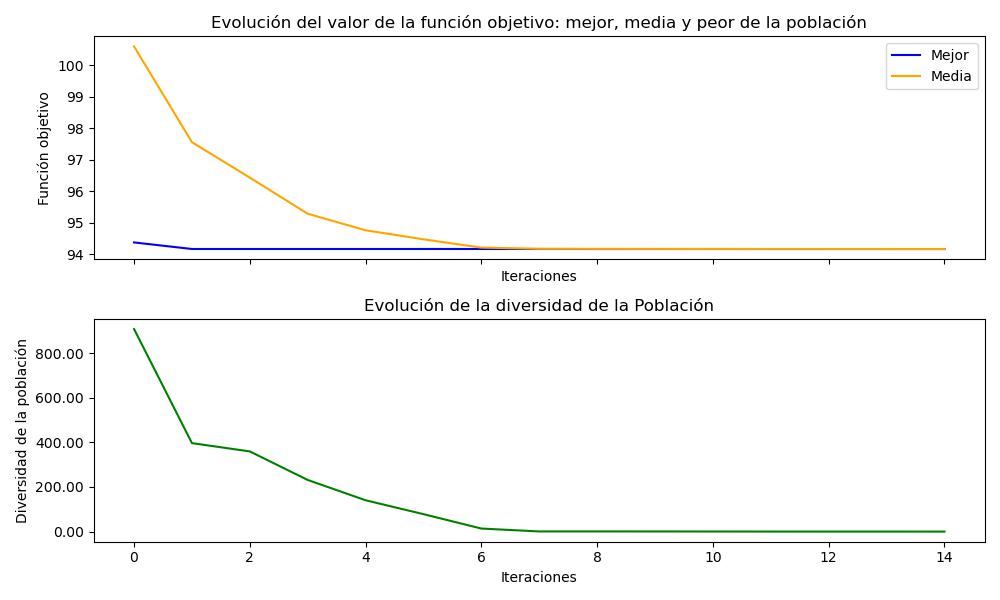 Evolución del valor de la función objetivo: mejor, media y peor de la población
Función objetivo
100
99
98
97
96
95
94
Mejor
Media
Iteraciones
Evolución de la diversidad de la Población
Diversidad de la población
800.00
600.00
400.00
200.00
0.00
0 2 4 6 8 10 12 14
Iteraciones